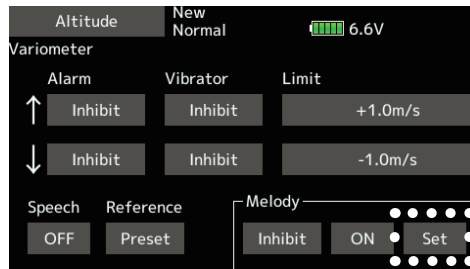 Altitude
New
Normal
6.6V
Variometer
Alarm Vibrator Limit
↑ Inhibit Inhibit +1.0m/s
↓ Inhibit Inhibit -1.0m/s
Speech Reference Melody
OFF Preset Inhibit ON Set